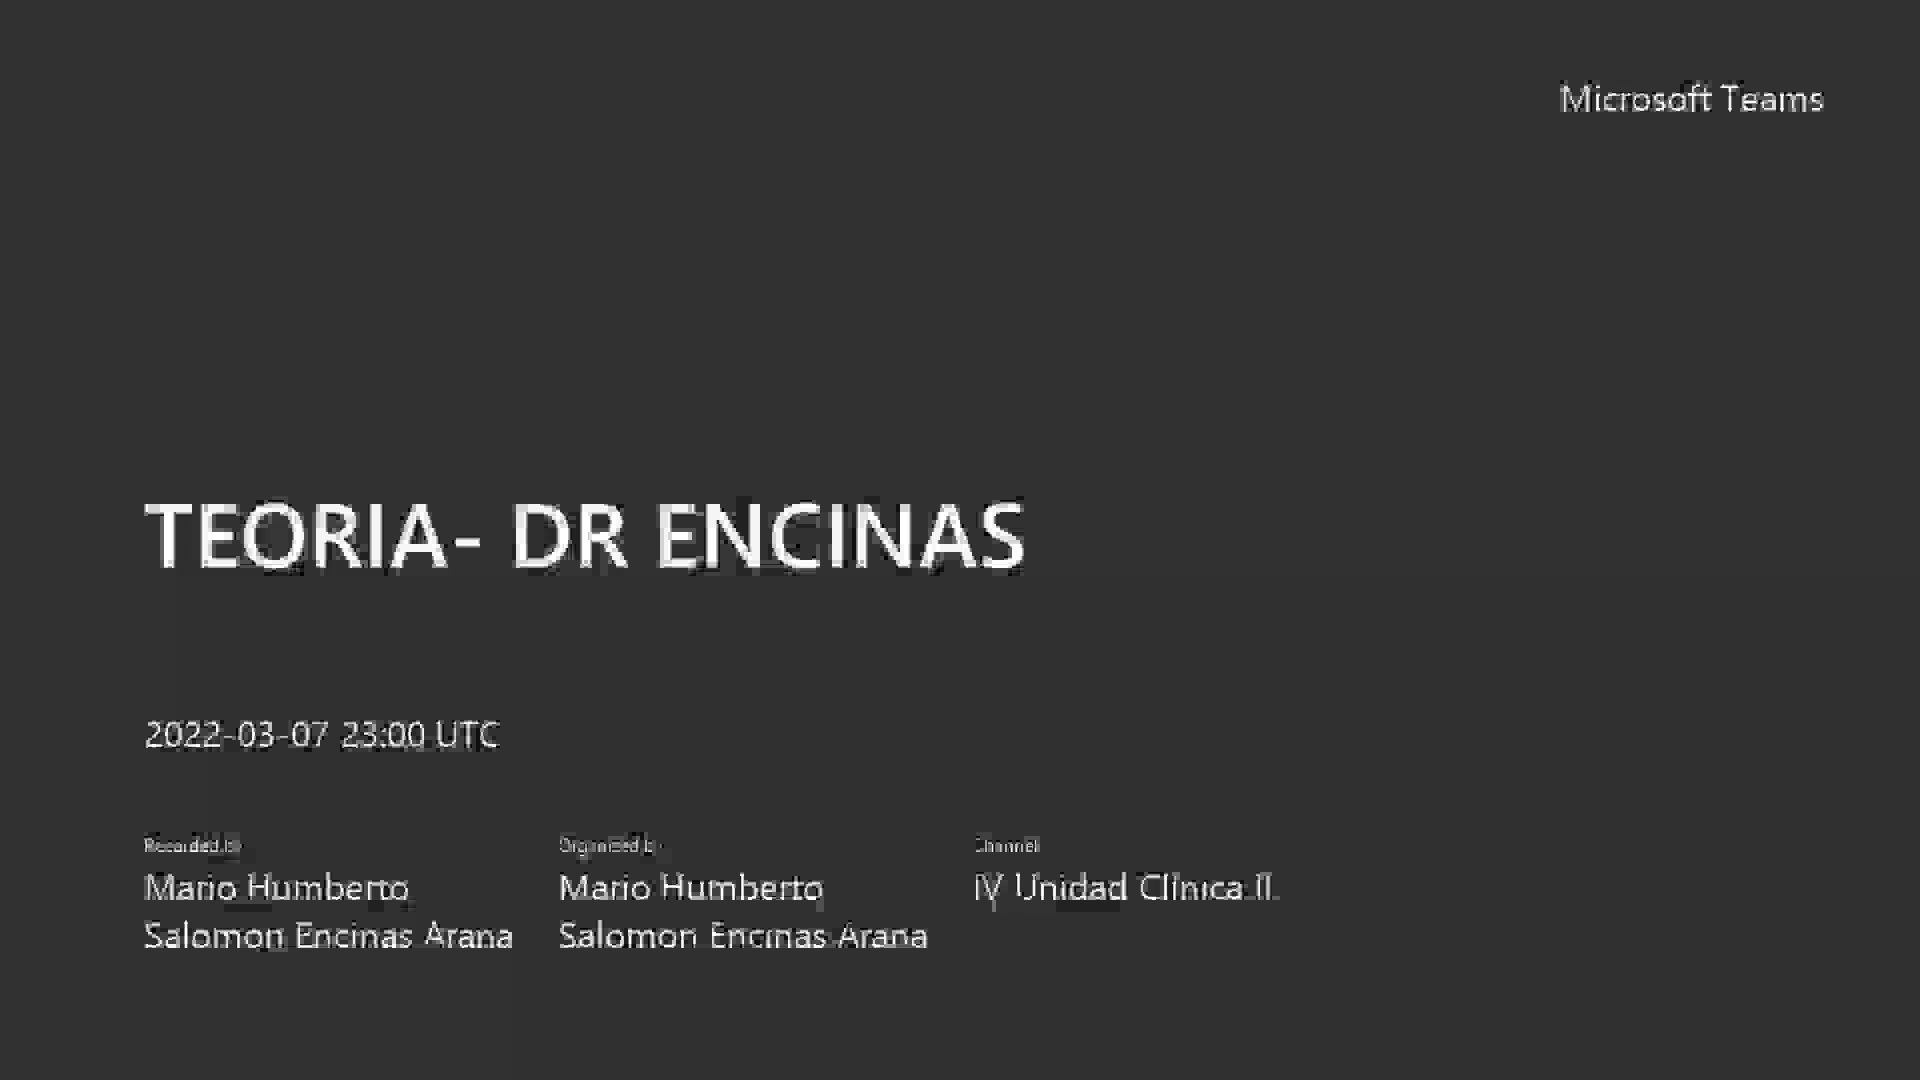 Microsoft Teams
TEORIA- DR ENCINAS
2022-03-07 23:00 UTC
Recorded by
Organized by
Channel
Mario Humberto
Salomon Encinas Arana
Mario Humberto
Salomon Encinas Arana
IV Unidad Clínica II.